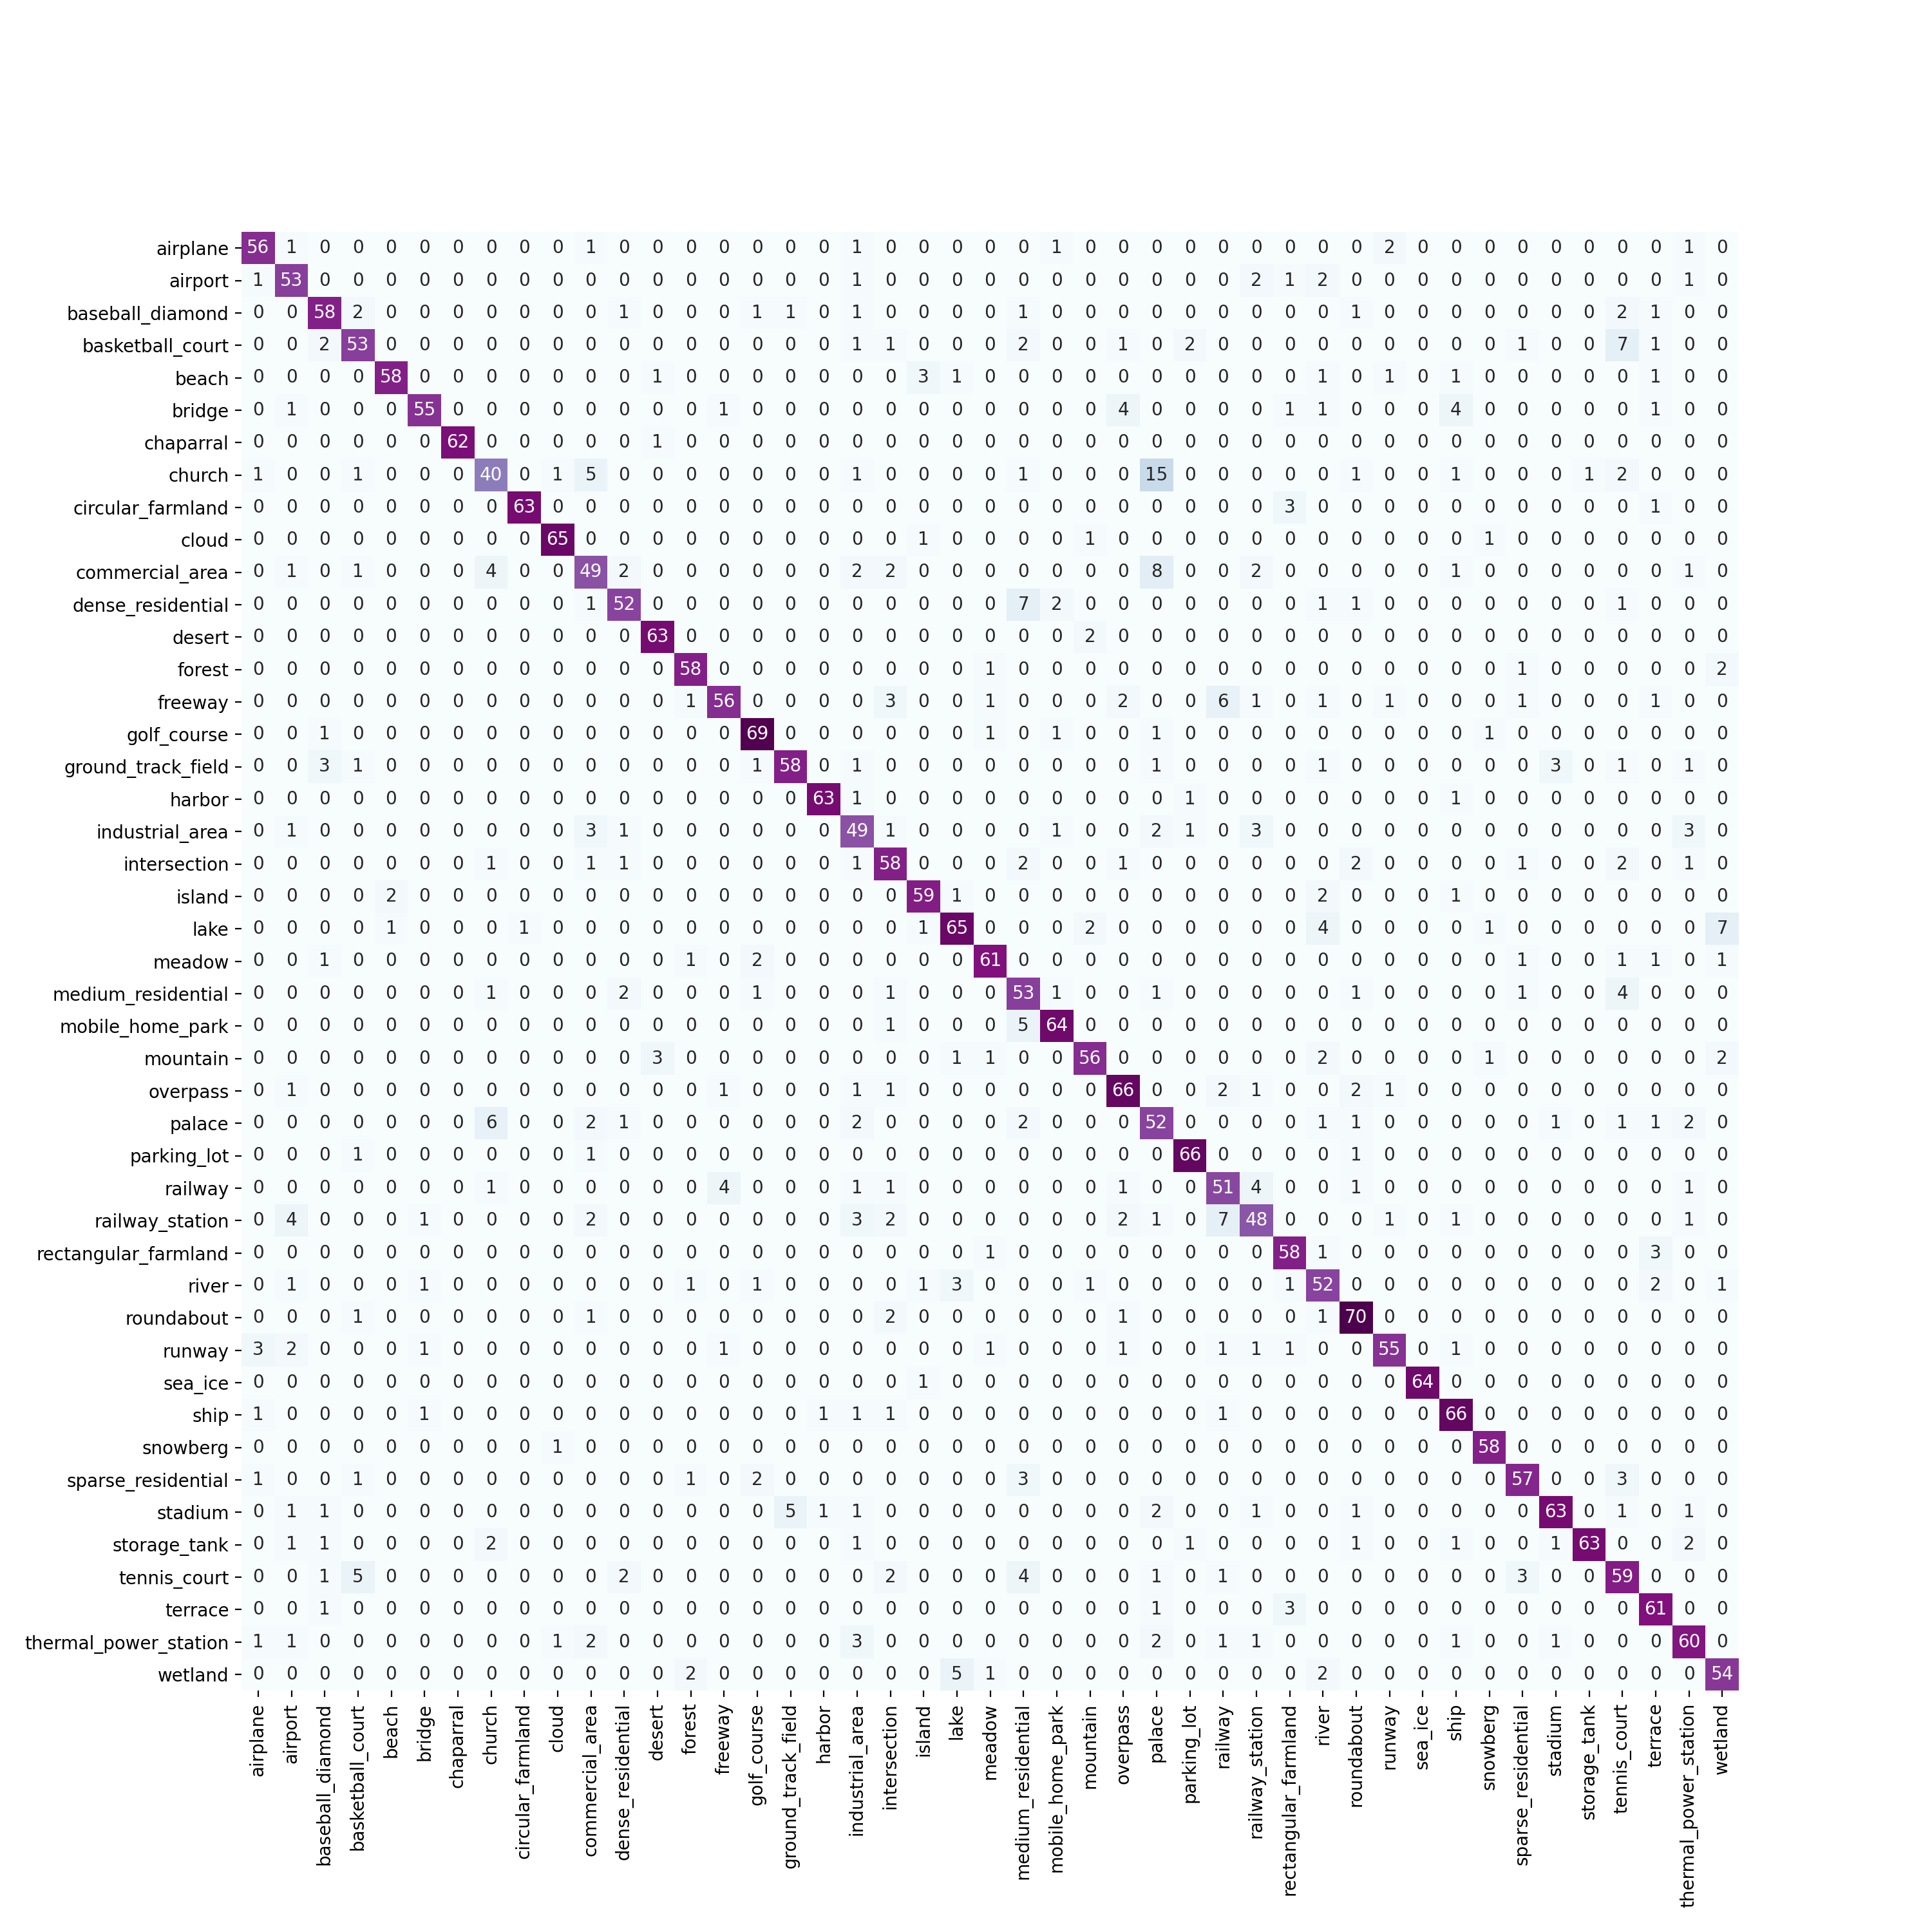 airplane 56 1 0 0 0 0 0 0 0 0 1 0 0 0 0 0 0 0 1 0 0 0 0 0 1 0 0 0 0 0 0 0 0 0 2 0 0 0 0 0 0 0 0 1 0
airport 1 53 0 0 0 0 0 0 0 0 0 0 0 0 0 0 0 0 1 0 0 0 0 0 0 0 0 0 0 0 2 1 2 0 0 0 0 0 0 0 0 0 0 1 0
baseball_diamond 0 0 58 2 0 0 0 0 0 0 0 1 0 0 0 1 1 0 1 0 0 0 0 1 0 0 0 0 0 0 0 0 0 1 0 0 0 0 0 0 0 2 1 0 0
basketball_court 0 0 2 53 0 0 0 0 0 0 0 0 0 0 0 0 0 0 1 1 0 0 0 2 0 0 1 0 2 0 0 0 0 0 0 0 0 0 1 0 0 7 1 0 0
beach 0 0 0 0 58 0 0 0 0 0 0 0 1 0 0 0 0 0 0 0 3 1 0 0 0 0 0 0 0 0 0 0 1 0 1 0 1 0 0 0 0 0 1 0 0
bridge 0 1 0 0 0 55 0 0 0 0 0 0 0 0 1 0 0 0 0 0 0 0 0 0 0 0 4 0 0 0 0 1 1 0 0 0 4 0 0 0 0 0 1 0 0
chaparral 0 0 0 0 0 0 62 0 0 0 0 0 1 0 0 0 0 0 0 0 0 0 0 0 0 0 0 0 0 0 0 0 0 0 0 0 0 0 0 0 0 0 0 0 0
church 1 0 0 1 0 0 0 40 0 1 5 0 0 0 0 0 0 0 1 0 0 0 0 1 0 0 0 15 0 0 0 0 0 1 0 0 1 0 0 0 1 2 0 0 0
circular_farmland 0 0 0 0 0 0 0 0 63 0 0 0 0 0 0 0 0 0 0 0 0 0 0 0 0 0 0 0 0 0 0 3 0 0 0 0 0 0 0 0 0 0 1 0 0
cloud 0 0 0 0 0 0 0 0 0 65 0 0 0 0 0 0 0 0 0 0 1 0 0 0 0 1 0 0 0 0 0 0 0 0 0 0 0 1 0 0 0 0 0 0 0
commercial_area 0 1 0 1 0 0 0 4 0 0 49 2 0 0 0 0 0 0 2 2 0 0 0 0 0 0 0 8 0 0 2 0 0 0 0 0 1 0 0 0 0 0 0 1 0
dense_residential 0 0 0 0 0 0 0 0 0 0 1 52 0 0 0 0 0 0 0 0 0 0 0 7 2 0 0 0 0 0 0 0 1 1 0 0 0 0 0 0 0 1 0 0 0
desert 0 0 0 0 0 0 0 0 0 0 0 0 63 0 0 0 0 0 0 0 0 0 0 0 0 2 0 0 0 0 0 0 0 0 0 0 0 0 0 0 0 0 0 0 0
forest 0 0 0 0 0 0 0 0 0 0 0 0 0 58 0 0 0 0 0 0 0 0 1 0 0 0 0 0 0 0 0 0 0 0 0 0 0 0 1 0 0 0 0 0 2
freeway 0 0 0 0 0 0 0 0 0 0 0 0 0 1 56 0 0 0 0 3 0 0 1 0 0 0 2 0 0 6 1 0 1 0 1 0 0 0 1 0 0 0 1 0 0
golf_course 0 0 1 0 0 0 0 0 0 0 0 0 0 0 0 69 0 0 0 0 0 0 1 0 1 0 0 1 0 0 0 0 0 0 0 0 0 1 0 0 0 0 0 0 0
ground_track_field 0 0 3 1 0 0 0 0 0 0 0 0 0 0 0 1 58 0 1 0 0 0 0 0 0 0 0 1 0 0 0 0 1 0 0 0 0 0 0 3 0 1 0 1 0
harbor 0 0 0 0 0 0 0 0 0 0 0 0 0 0 0 0 0 63 1 0 0 0 0 0 0 0 0 0 1 0 0 0 0 0 0 0 1 0 0 0 0 0 0 0 0
industrial_area 0 1 0 0 0 0 0 0 0 0 3 1 0 0 0 0 0 0 49 1 0 0 0 0 1 0 0 2 1 0 3 0 0 0 0 0 0 0 0 0 0 0 0 3 0
intersection 0 0 0 0 0 0 0 1 0 0 1 1 0 0 0 0 0 0 1 58 0 0 0 2 0 0 1 0 0 0 0 0 0 2 0 0 0 0 1 0 0 2 0 1 0
island 0 0 0 0 2 0 0 0 0 0 0 0 0 0 0 0 0 0 0 0 59 1 0 0 0 0 0 0 0 0 0 0 2 0 0 0 1 0 0 0 0 0 0 0 0
lake 0 0 0 0 1 0 0 0 1 0 0 0 0 0 0 0 0 0 0 0 1 65 0 0 0 2 0 0 0 0 0 0 4 0 0 0 0 1 0 0 0 0 0 0 7
meadow 0 0 1 0 0 0 0 0 0 0 0 0 0 1 0 2 0 0 0 0 0 0 61 0 0 0 0 0 0 0 0 0 0 0 0 0 0 0 1 0 0 1 1 0 1
medium_residential 0 0 0 0 0 0 0 1 0 0 0 2 0 0 0 1 0 0 0 1 0 0 0 53 1 0 0 1 0 0 0 0 0 1 0 0 0 0 1 0 0 4 0 0 0
mobile_home_park 0 0 0 0 0 0 0 0 0 0 0 0 0 0 0 0 0 0 0 1 0 0 0 5 64 0 0 0 0 0 0 0 0 0 0 0 0 0 0 0 0 0 0 0 0
mountain 0 0 0 0 0 0 0 0 0 0 0 0 3 0 0 0 0 0 0 0 0 1 1 0 0 56 0 0 0 0 0 0 2 0 0 0 0 1 0 0 0 0 0 0 2
overpass 0 1 0 0 0 0 0 0 0 0 0 0 0 0 1 0 0 0 1 1 0 0 0 0 0 0 66 0 0 2 1 0 0 2 1 0 0 0 0 0 0 0 0 0 0
palace 0 0 0 0 0 0 0 6 0 0 2 1 0 0 0 0 0 0 2 0 0 0 0 2 0 0 0 52 0 0 0 0 1 1 0 0 0 0 0 1 0 1 1 2 0
parking_lot 0 0 0 1 0 0 0 0 0 0 1 0 0 0 0 0 0 0 0 0 0 0 0 0 0 0 0 0 66 0 0 0 0 1 0 0 0 0 0 0 0 0 0 0 0
railway 0 0 0 0 0 0 0 1 0 0 0 0 0 0 4 0 0 0 1 1 0 0 0 0 0 0 1 0 0 51 4 0 0 1 0 0 0 0 0 0 0 0 0 1 0
railway_station 0 4 0 0 0 1 0 0 0 0 2 0 0 0 0 0 0 0 3 2 0 0 0 0 0 0 2 1 0 7 48 0 0 0 1 0 1 0 0 0 0 0 0 1 0
rectangular_farmland 0 0 0 0 0 0 0 0 0 0 0 0 0 0 0 0 0 0 0 0 0 0 1 0 0 0 0 0 0 0 0 58 1 0 0 0 0 0 0 0 0 0 3 0 0
river 0 1 0 0 0 1 0 0 0 0 0 0 0 1 0 1 0 0 0 0 1 3 0 0 0 1 0 0 0 0 0 1 52 0 0 0 0 0 0 0 0 0 2 0 1
roundabout 0 0 0 1 0 0 0 0 0 0 1 0 0 0 0 0 0 0 0 2 0 0 0 0 0 0 1 0 0 0 0 0 1 70 0 0 0 0 0 0 0 0 0 0 0
runway 3 2 0 0 0 1 0 0 0 0 0 0 0 0 1 0 0 0 0 0 0 0 1 0 0 0 1 0 0 1 1 1 0 0 55 0 1 0 0 0 0 0 0 0 0
sea_ice 0 0 0 0 0 0 0 0 0 0 0 0 0 0 0 0 0 0 0 0 1 0 0 0 0 0 0 0 0 0 0 0 0 0 0 64 0 0 0 0 0 0 0 0 0
ship 1 0 0 0 0 1 0 0 0 0 0 0 0 0 0 0 0 1 1 1 0 0 0 0 0 0 0 0 0 1 0 0 0 0 0 0 66 0 0 0 0 0 0 0 0
snowberg 0 0 0 0 0 0 0 0 0 1 0 0 0 0 0 0 0 0 0 0 0 0 0 0 0 0 0 0 0 0 0 0 0 0 0 0 0 58 0 0 0 0 0 0 0
sparse_residential 1 0 0 1 0 0 0 0 0 0 0 0 0 1 0 2 0 0 0 0 0 0 0 3 0 0 0 0 0 0 0 0 0 0 0 0 0 0 57 0 0 3 0 0 0
stadium 0 1 1 0 0 0 0 0 0 0 0 0 0 0 0 0 5 1 1 0 0 0 0 0 0 0 0 2 0 0 1 0 0 1 0 0 0 0 0 63 0 1 0 1 0
storage_tank 0 1 1 0 0 0 0 2 0 0 0 0 0 0 0 0 0 0 1 0 0 0 0 0 0 0 0 0 1 0 0 0 0 1 0 0 1 0 0 1 63 0 0 2 0
tennis_court 0 0 1 5 0 0 0 0 0 0 0 2 0 0 0 0 0 0 0 2 0 0 0 4 0 0 0 1 0 1 0 0 0 0 0 0 0 0 3 0 0 59 0 0 0
terrace 0 0 1 0 0 0 0 0 0 0 0 0 0 0 0 0 0 0 0 0 0 0 0 0 0 0 0 1 0 0 0 3 0 0 0 0 0 0 0 0 0 0 61 0 0
thermal_power_station 1 1 0 0 0 0 0 0 0 1 2 0 0 0 0 0 0 0 3 0 0 0 0 0 0 0 0 2 0 1 1 0 0 0 0 0 1 0 0 1 0 0 0 60 0
wetland 0 0 0 0 0 0 0 0 0 0 0 0 0 2 0 0 0 0 0 0 0 5 1 0 0 0 0 0 0 0 0 0 2 0 0 0 0 0 0 0 0 0 0 0 54
airplane
airport
baseball_diamond
basketball_court
beach
bridge
chaparral
church
circular_farmland
cloud
commercial_area
dense_residential
desert
forest
freeway
golf_course
ground_track_field
harbor
industrial_area
intersection
island
lake
meadow
medium_residential
mobile_home_park
mountain
overpass
palace
parking_lot
railway
railway_station
rectangular_farmland
river
roundabout
runway
sea_ice
ship
snowberg
sparse_residential
stadium
storage_tank
tennis_court
terrace
thermal_power_station
wetland